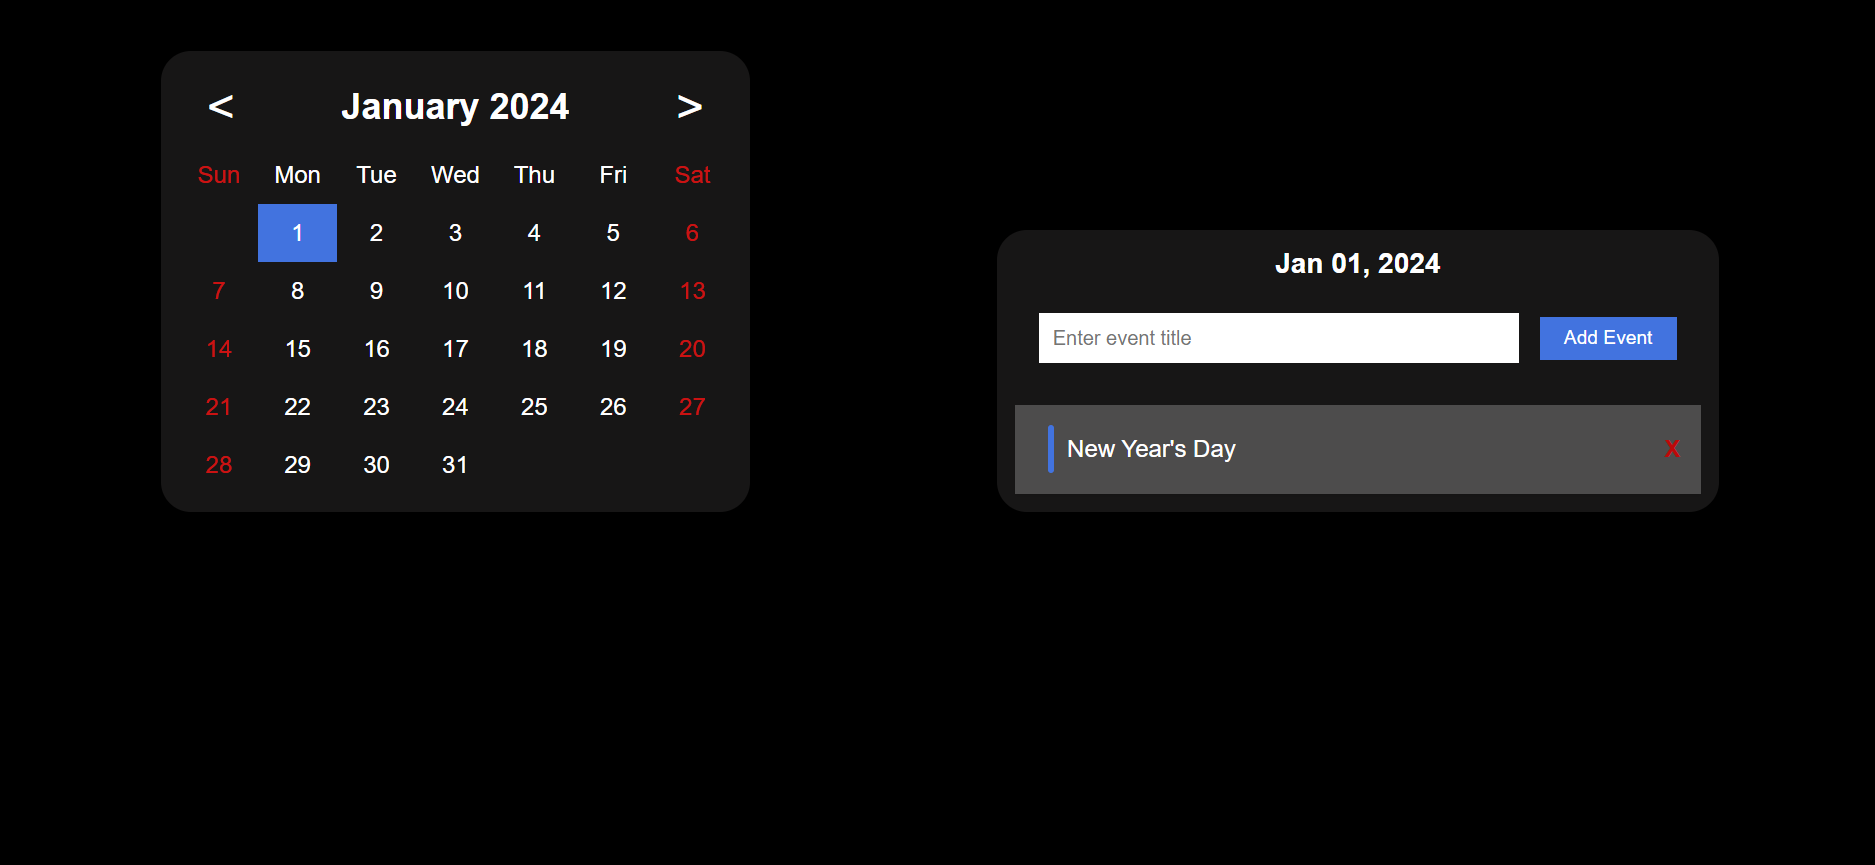 < January 2024 >
Sun Mon Tue Wed Thu Fri Sat
1 2 3 4 5 6
7 8 9 10 11 12 13
14 15 16 17 18 19 20
21 22 23 24 25 26 27
28 29 30 31
Jan 01, 2024
Enter event title Add Event
New Year's Day X